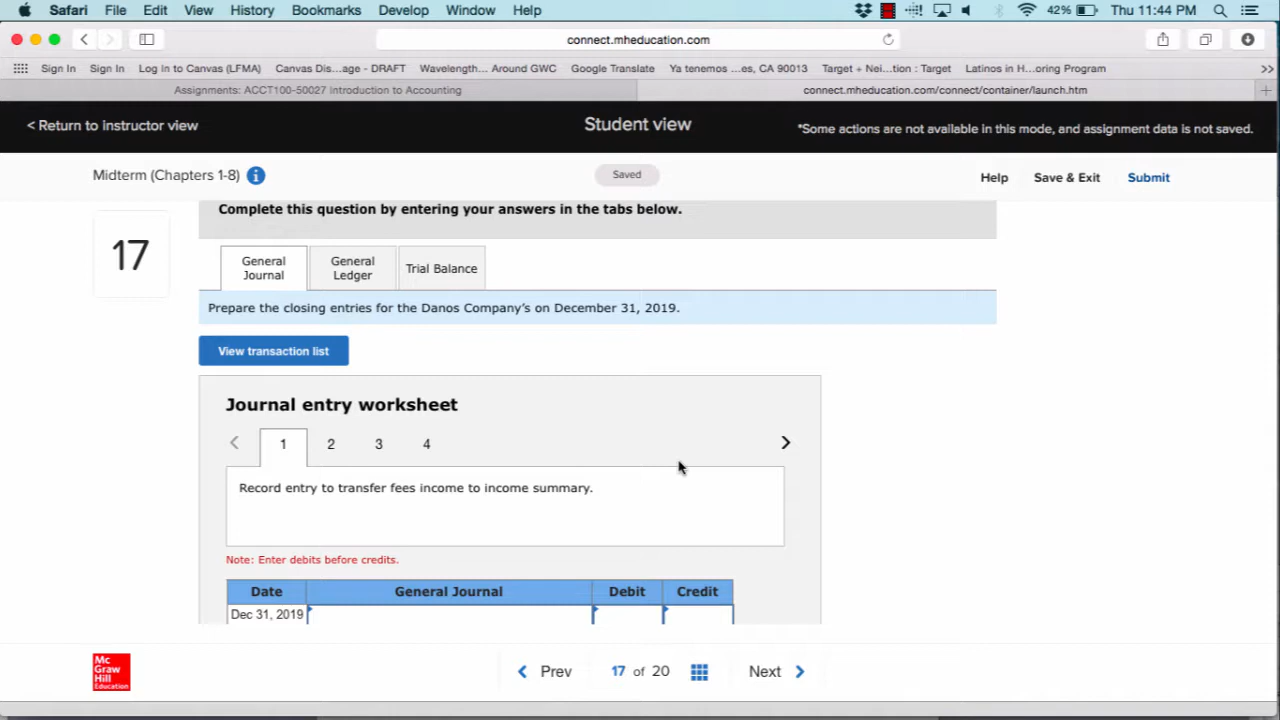 Safari File Edit View History Bookmarks Develop Window Help 42% Thu 11:44 PM
connect.mheducation.com
Sign In Sign In Log In to Canvas (LFMA) Canvas Dis...age - DRAFT Wavelength... Around GWC Google Translate Ya tenemos ...es, CA 90013 Target + Nei...tion : Target Latinos in H...oring Program >>
Assignments: ACCT100-50027 Introduction to Accounting connect.mheducation.com/connect/container/launch.htm +
< Return to instructor view Student view *Some actions are not available in this mode, and assignment data is not saved.
Midterm (Chapters 1-8) i Saved Help Save & Exit Submit
Complete this question by entering your answers in the tabs below.
17
General Journal General Ledger Trial Balance
Prepare the closing entries for the Danos Company's on December 31, 2019.
View transaction list
Journal entry worksheet
< 1 2 3 4 >
Record entry to transfer fees income to income summary.
Note: Enter debits before credits.
Date General Journal Debit Credit
Dec 31, 2019
Mc Graw Hill Education
< Prev 17 of 20 Next >